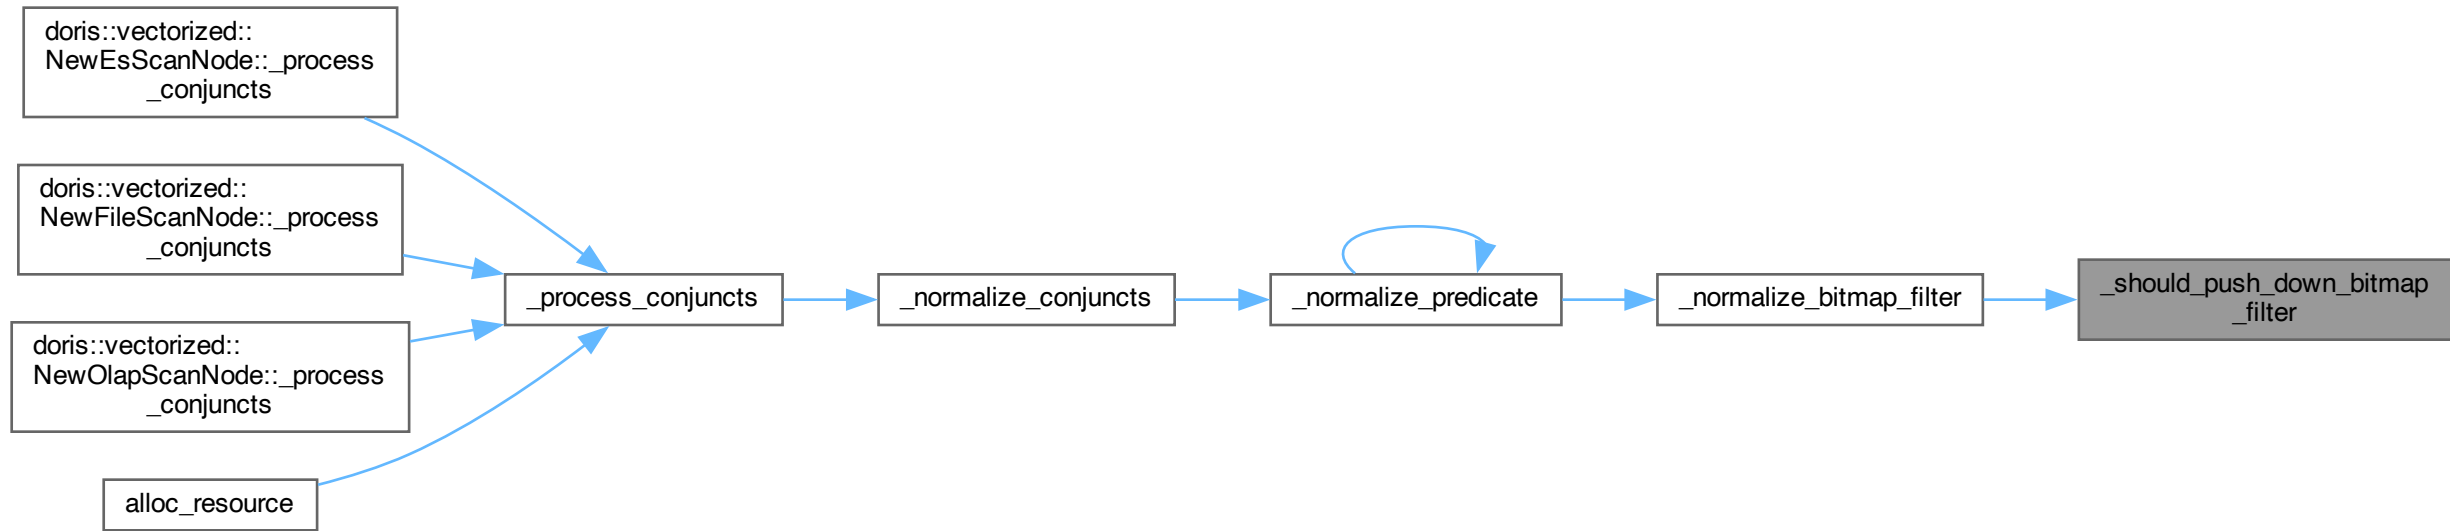 doris::vectorized::
NewEsScanNode::_process
_conjuncts
doris::vectorized::
NewFileScanNode::_process
_conjuncts
doris::vectorized::
NewOlapScanNode::_process
_conjuncts
alloc_resource
_process_conjuncts
_normalize_conjuncts
_normalize_predicate
_normalize_bitmap_filter
_should_push_down_bitmap
_filter